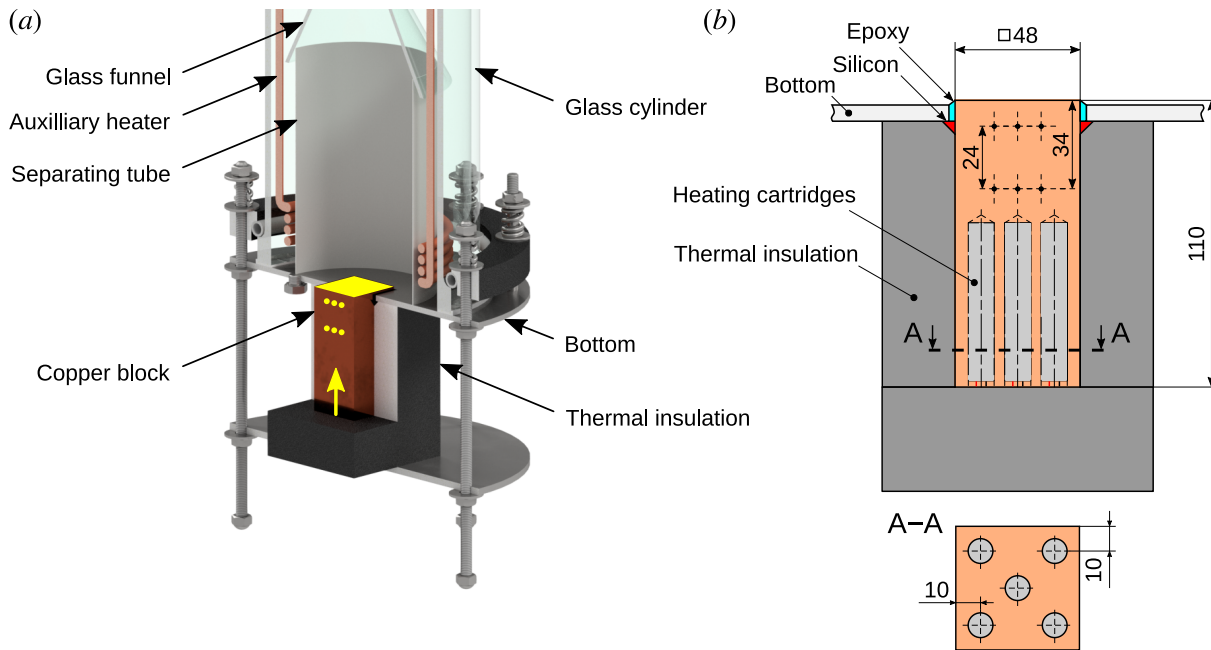 (a)
Glass funnel
Auxilliary heater
Separating tube
Copper block
Glass cylinder
Bottom
Thermal insulation
(b)
Epoxy
Silicon
Bottom
□48
24
34
110
Heating cartridges
Thermal insulation
A
A
A–A
10
10